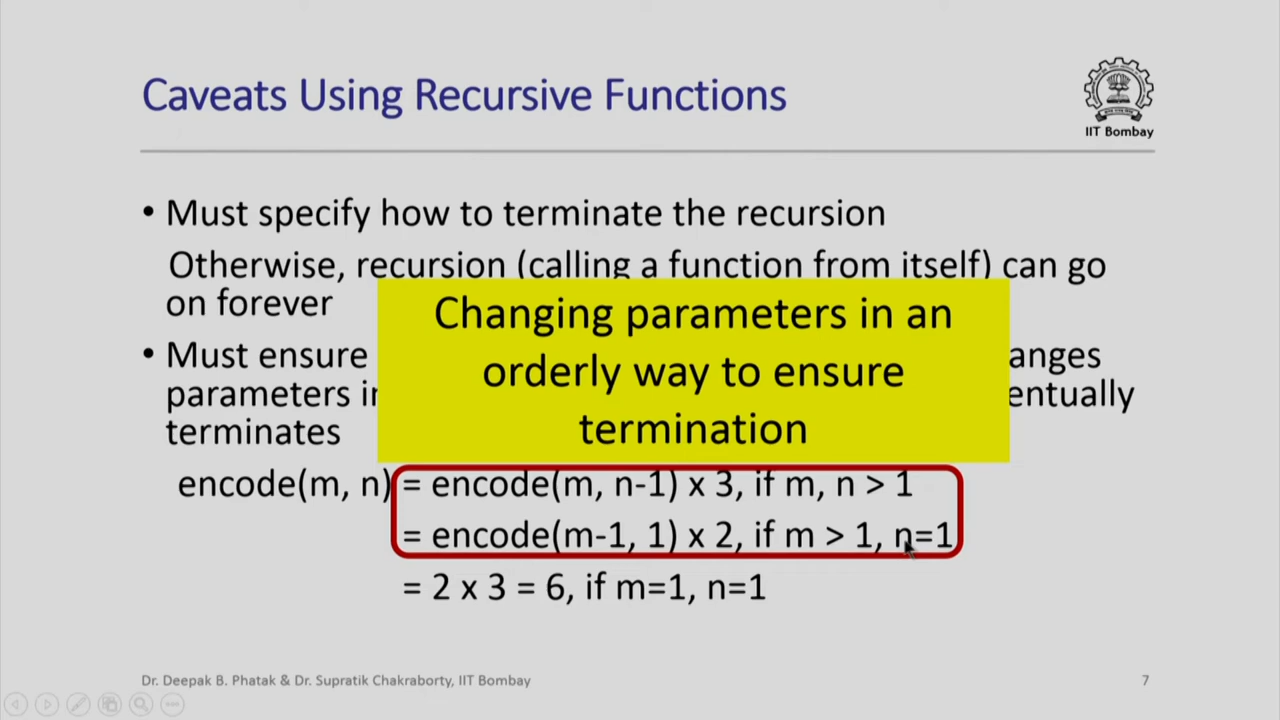 Caveats Using Recursive Functions
IIT Bombay
• Must specify how to terminate the recursion
Otherwise, recursion (calling a function from itself) can go
on forever
Changing parameters in an
orderly way to ensure
termination
• Must ensure anges
parameters entually
terminates
encode(m, n) = encode(m, n-1) x 3, if m, n > 1
= encode(m-1, 1) x 2, if m > 1, n=1
= 2 x 3 = 6, if m=1, n=1
Dr. Deepak B. Phatak & Dr. Supratik Chakraborty, IIT Bombay
7